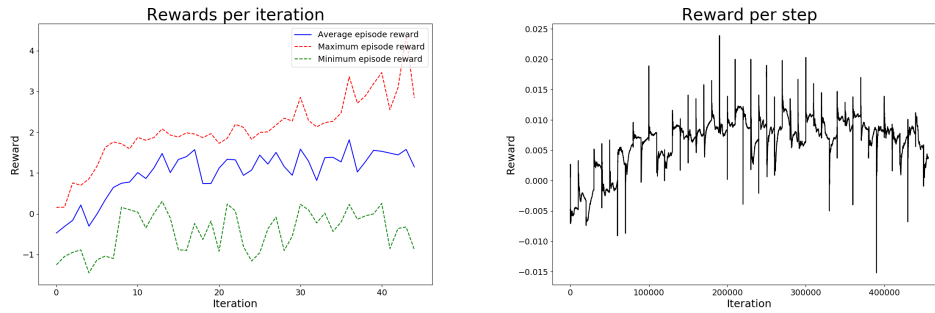 Rewards per iteration
Average episode reward
Maximum episode reward
Minimum episode reward
4
3
2
1
0
−1
Reward
0
10
20
30
40
Iteration
Reward per step
0.025
0.020
0.015
0.010
0.005
0.000
−0.005
−0.010
−0.015
Reward
0
100000
200000
300000
400000
Iteration